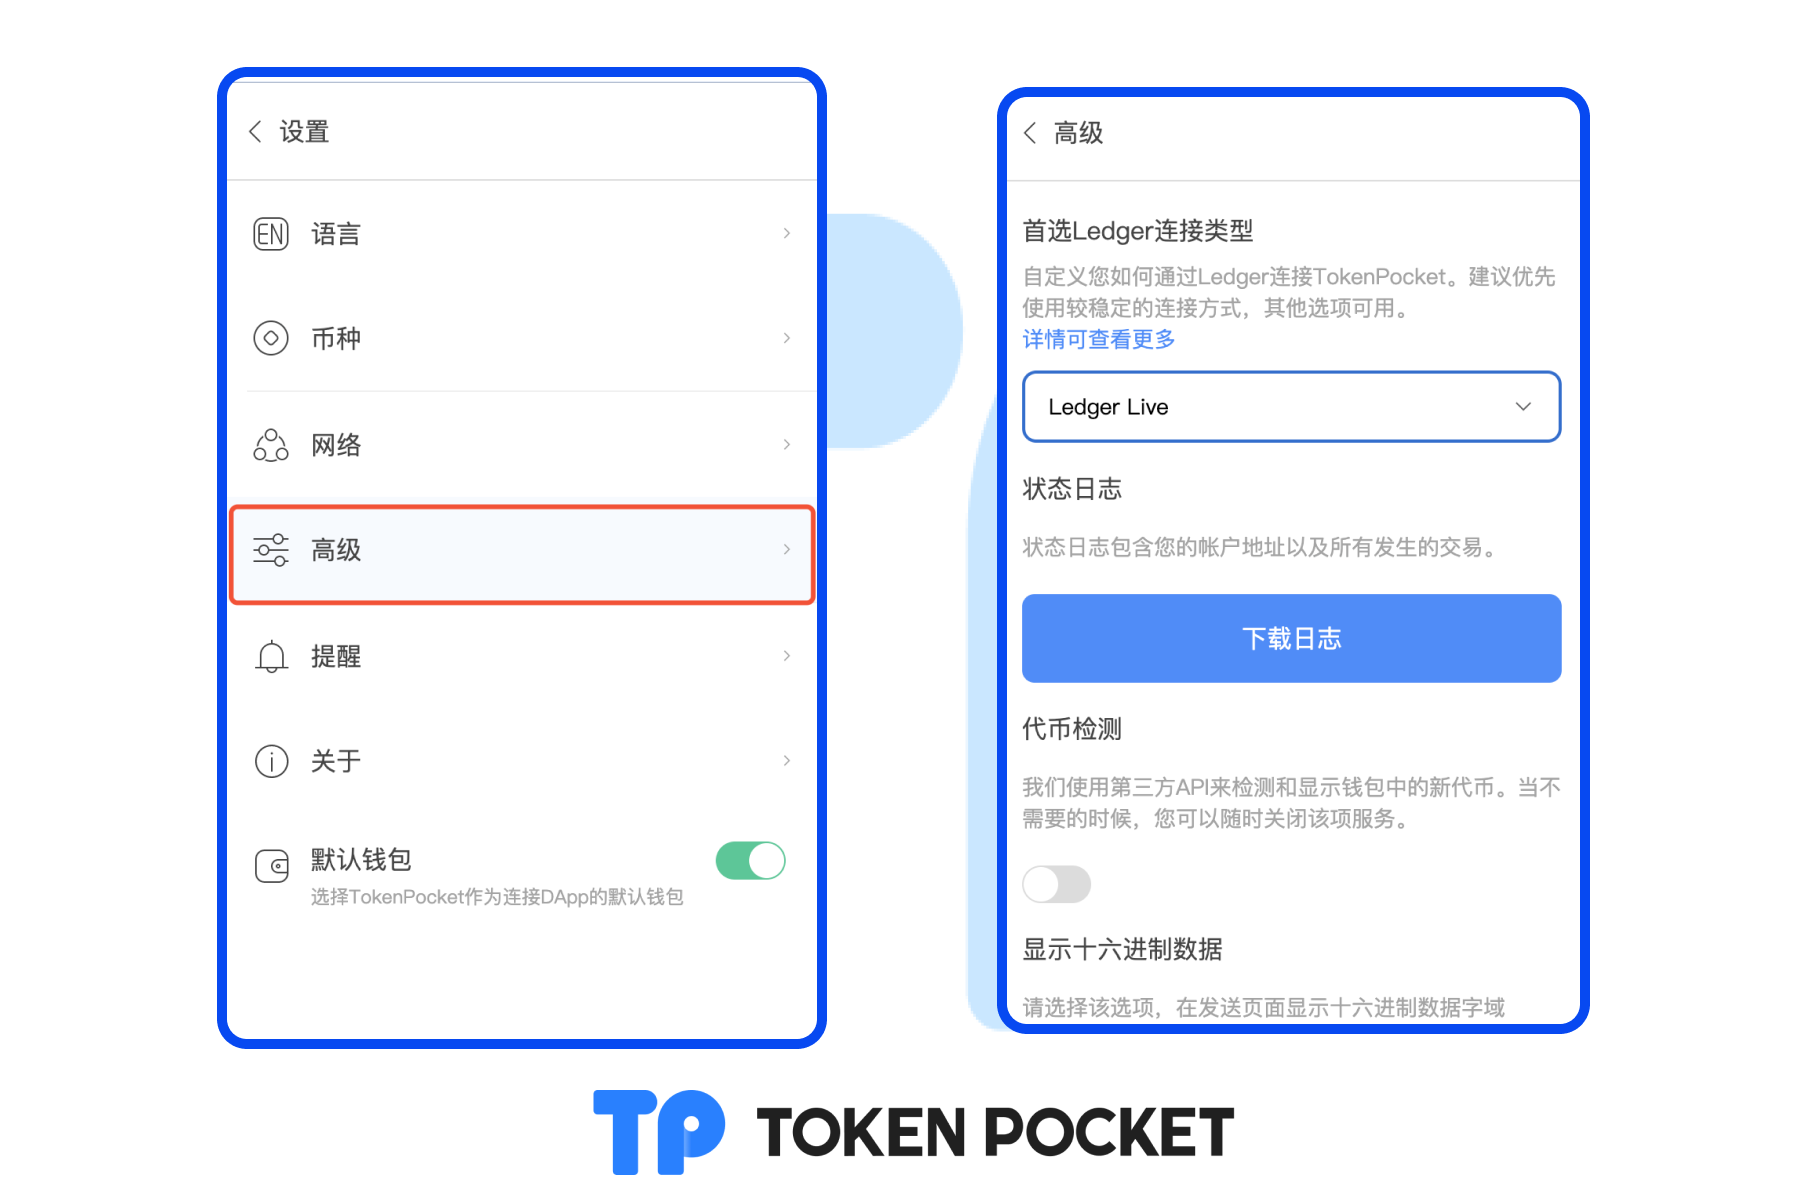 设置
EN 语言
币种
网络
高级
提醒
关于
默认钱包
选择TokenPocket作为连接DApp的默认钱包
高级
首选Ledger连接类型
自定义您如何通过Ledger连接TokenPocket。建议优先
使用较稳定的连接方式，其他选项可用。
详情可查看更多
Ledger Live
状态日志
状态日志包含您的帐户地址以及所有发生的交易。
下载日志
代币检测
我们使用第三方API来检测和显示钱包中的新代币。当不
需要的时候，您可以随时关闭该项服务。
显示十六进制数据
请选择该选项，在发送页面显示十六进制数据字域
TP TOKEN POCKET